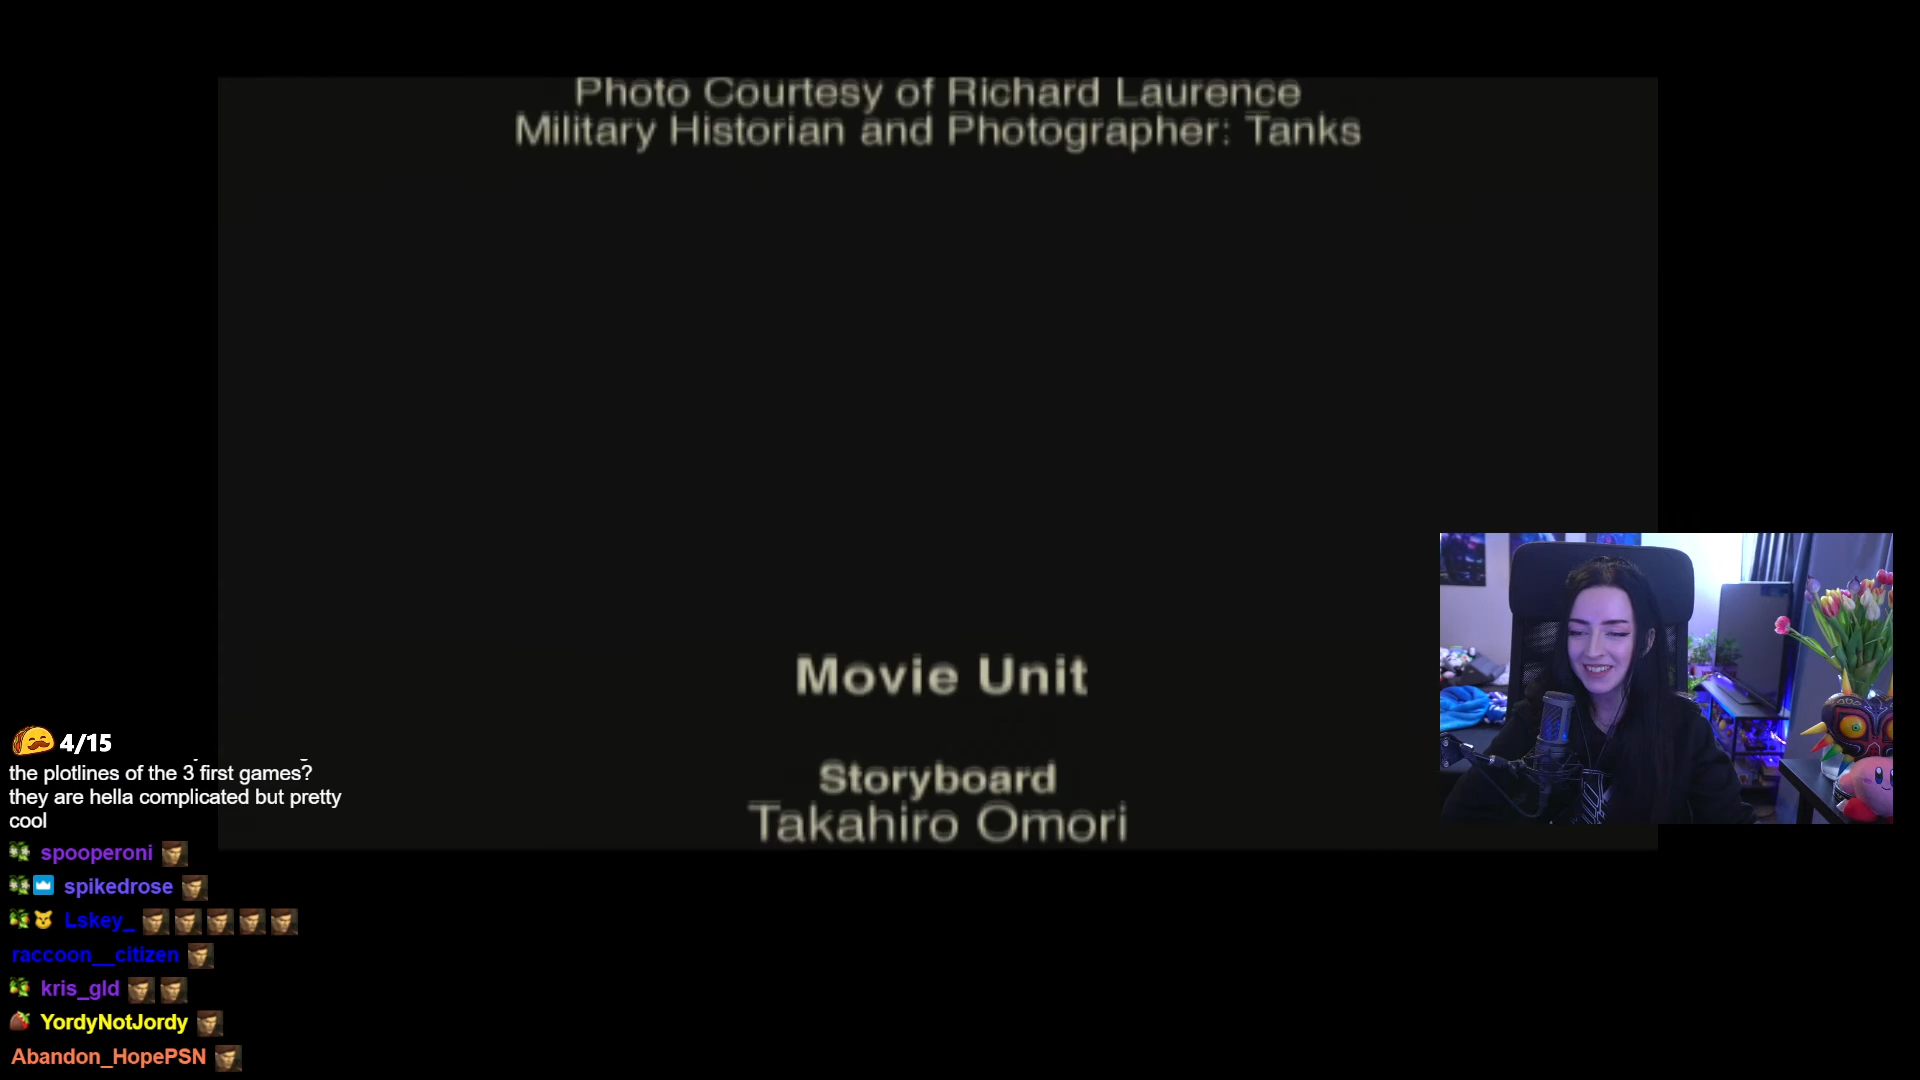 Photo Courtesy of Richard Laurence
Military Historian and Photographer: Tanks
Movie Unit
Storyboard
Takahiro Omori
4/15
the plotlines of the 3 first games?
they are hella complicated but pretty
cool
spooperoni
spikedrose
Lskey_
raccoon__citizen
kris_gld
YordyNotJordy
Abandon_HopePSN